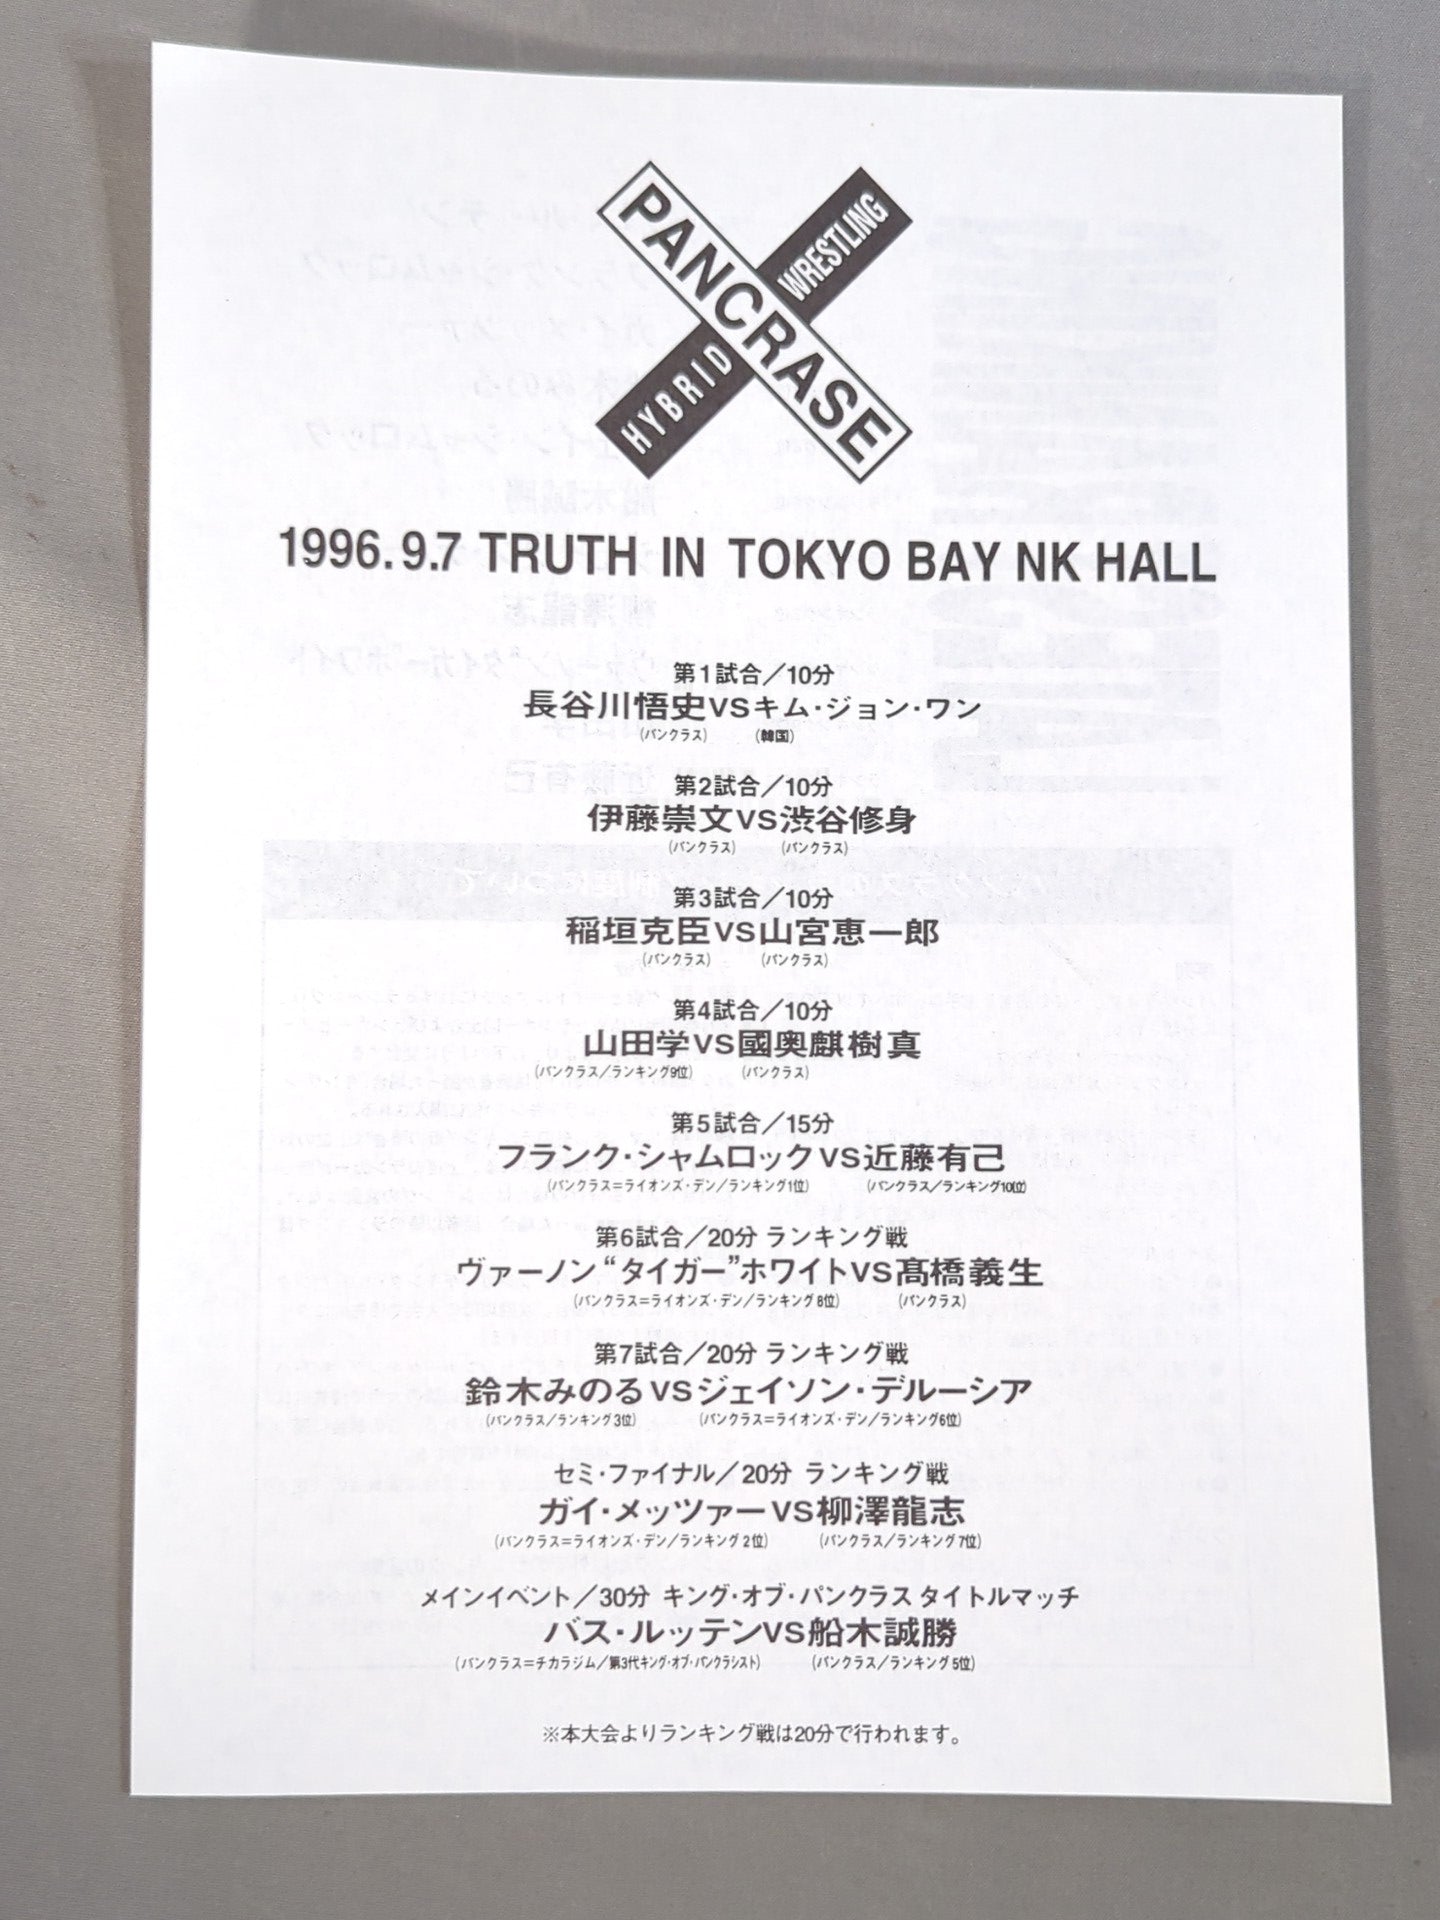 PANCRASE
HYBRID WRESTLING
1996.9.7 TRUTH IN TOKYO BAY NK HALL
第1試合／10分
長谷川悟史VSキム・ジョン・ワン
(パンクラス) (韓国)
第2試合／10分
伊藤崇文VS渋谷修身
(パンクラス) (パンクラス)
第3試合／10分
稲垣克臣VS山宮恵一郎
(パンクラス) (パンクラス)
第4試合／10分
山田学VS國奥麒樹真
(パンクラス／ランキング9位) (パンクラス)
第5試合／15分
フランク・シャムロックVS近藤有己
(パンクラス=ライオンズ・デン／ランキング1位) (パンクラス／ランキング10位)
第6試合／20分 ランキング戦
ヴァーノン“タイガー”ホワイトVS髙橋義生
(パンクラス=ライオンズ・デン／ランキング8位) (パンクラス)
第7試合／20分 ランキング戦
鈴木みのるVSジェイソン・デルーシア
(パンクラス／ランキング3位) (パンクラス=ライオンズ・デン／ランキング6位)
セミ・ファイナル／20分 ランキング戦
ガイ・メッツァーVS柳澤龍志
(パンクラス=ライオンズ・デン／ランキング2位) (パンクラス／ランキング7位)
メインイベント／30分 キング・オブ・パンクラス タイトルマッチ
バス・ルッテンVS船木誠勝
(パンクラス=チカラジム／第3代キング・オブ・パンクラシスト) (パンクラス／ランキング5位)
※本大会よりランキング戦は20分で行われます。